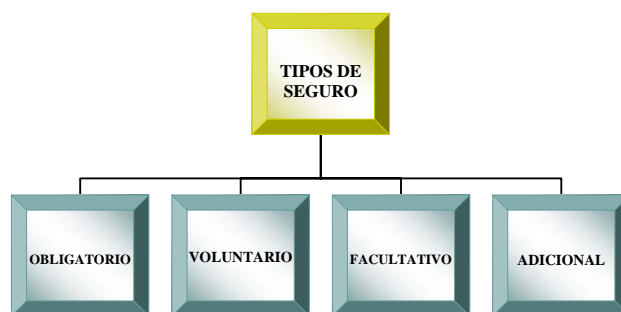 TIPOS DE
SEGURO
OBLIGATORIO
VOLUNTARIO
FACULTATIVO
ADICIONAL